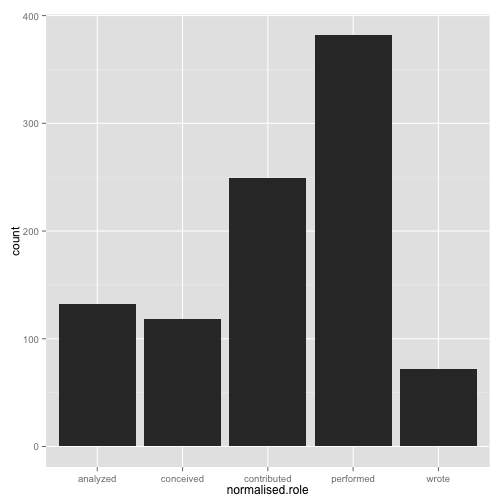 400
300
200
100
0
count
analyzed conceived contributed performed wrote
normalised.role